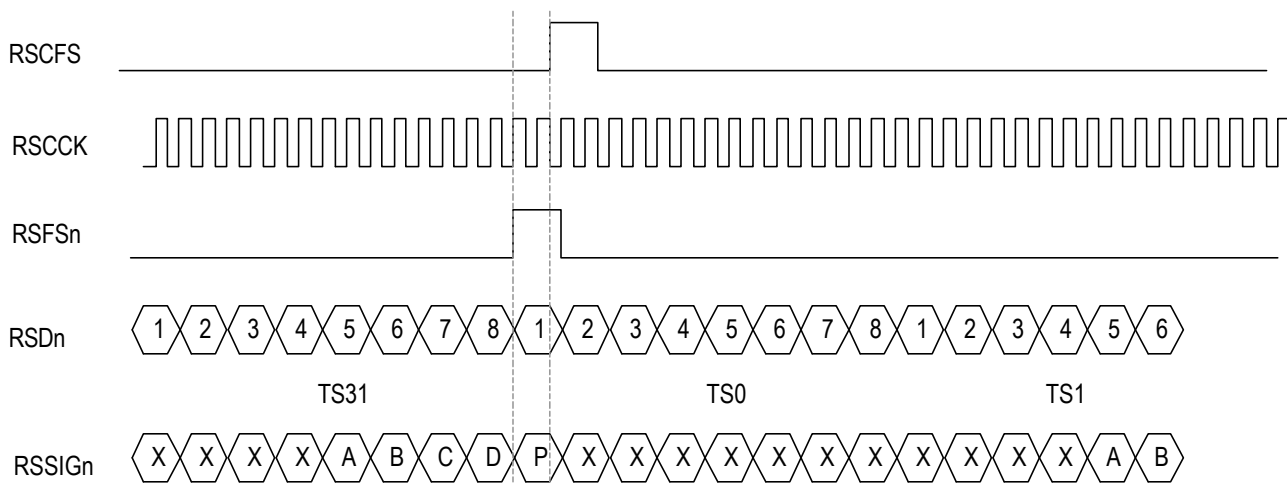 RSCFS
RSCCK
RSFSn
RSDn 1 2 3 4 5 6 7 8 1 2 3 4 5 6 7 8 1 2 3 4 5 6
TS31 TS0 TS1
RSSIGn X X X X A B C D P X X X X X X X X X X X A B